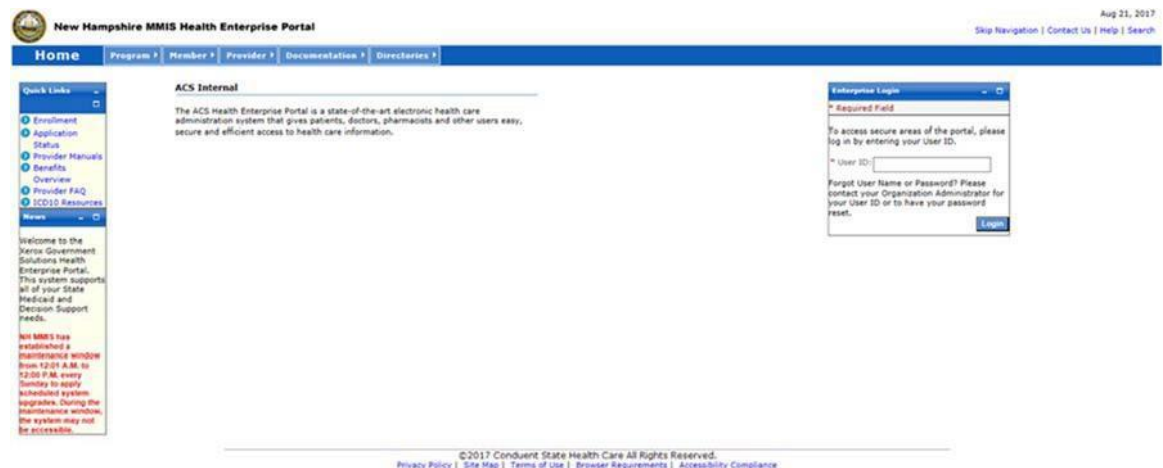 Aug 21, 2017
New Hampshire MMIS Health Enterprise Portal
Skip Navigation | Contact Us | Help | Search
Home Program Member Provider Documentation Directories
Quick Links
Enrollment
Application
Status
Provider Manuals
Benefits
Overview
Provider FAQ
ICD10 Resources
News
Welcome to the
Xerox Government
Solutions Health
Enterprise Portal.
This system supports
all of your State
Medicaid and
Decision Support
needs.
NH MMIS has
established a
maintenance window
from 12:01 A.M. to
12:00 P.M. every
Sunday to apply
scheduled system
upgrades. During the
maintenance window,
the system may not
be accessible.
ACS Internal
The ACS Health Enterprise Portal is a state-of-the-art electronic health care
administration system that gives patients, doctors, pharmacists and other users easy,
secure and efficient access to health care information.
Enterprise Login
* Required Field
To access secure areas of the portal, please
log in by entering your User ID.
* User ID:
Forgot User Name or Password? Please
contact your Organization Administrator for
your User ID or to have your password
reset.
Login
©2017 Conduent State Health Care All Rights Reserved.
Privacy Policy | Site Map | Terms of Use | Browser Requirements | Accessibility Compliance